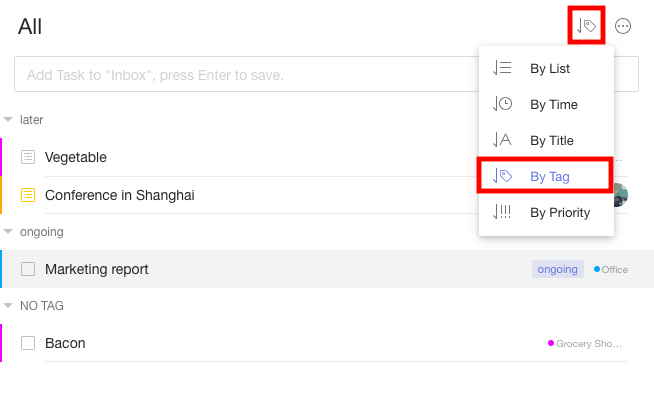 All
Add Task to "Inbox", press Enter to save.
By List
By Time
By Title
By Tag
By Priority
later
Vegetable
Conference in Shanghai
ongoing
Marketing report
ongoing
Office
NO TAG
Bacon
Grocery Sho...